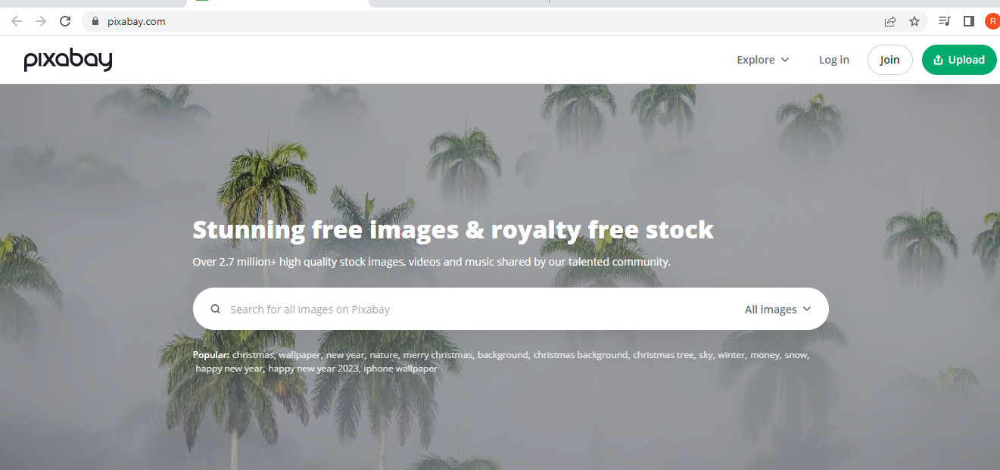 pixabay.com
R
pixabay
Explore
Log in
Join
Upload
Stunning free images & royalty free stock
Over 2.7 million+ high quality stock images, videos and music shared by our talented community.
Search for all images on Pixabay
All images
Popular: christmas, wallpaper, new year, nature, merry christmas, background, christmas background, christmas tree, sky, winter, money, snow,
happy new year, happy new year 2023, iphone wallpaper